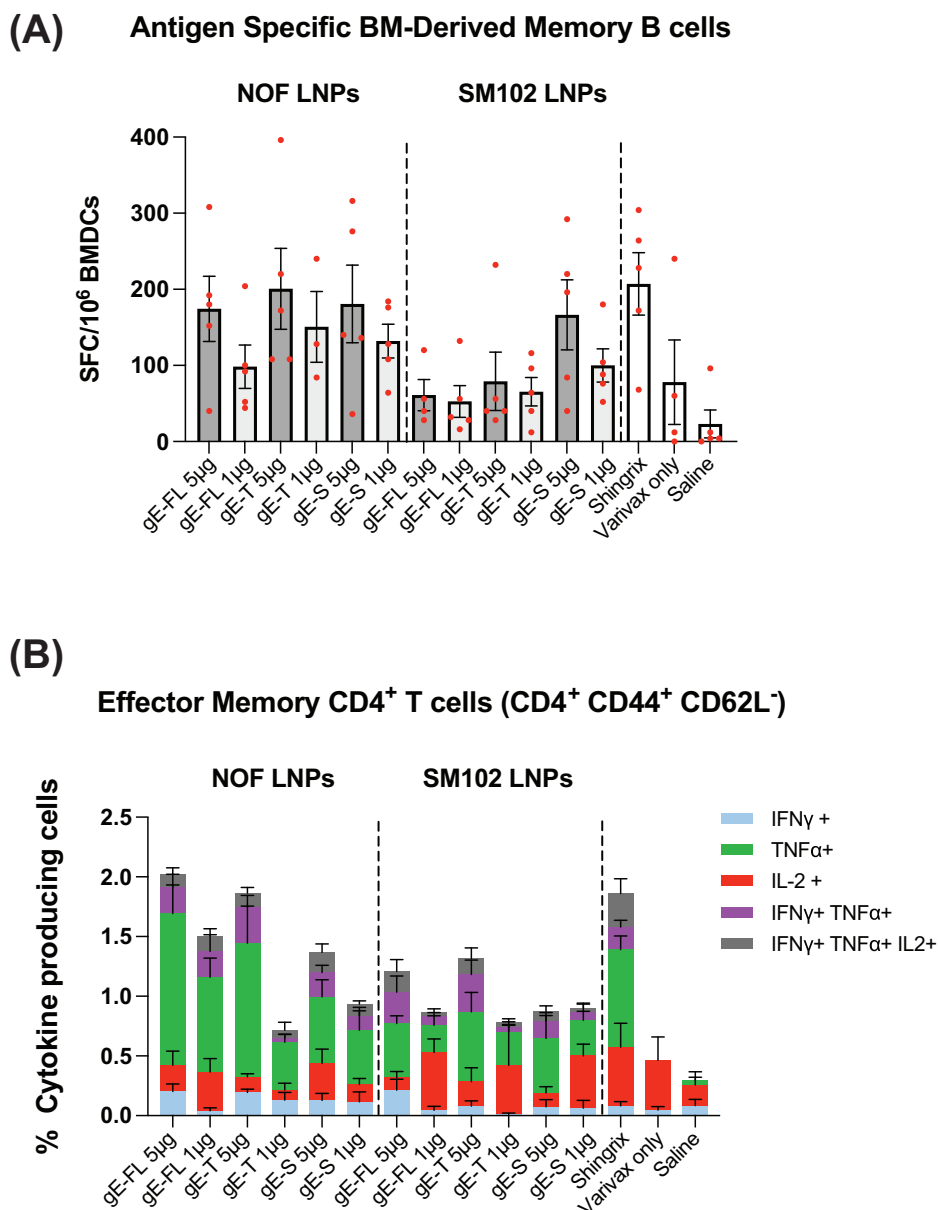 (A)
Antigen Specific BM-Derived Memory B cells
NOF LNPs
SM102 LNPs
SFC/10⁶ BMDCs
400
300
200
100
0
gE-FL 5µg
gE-FL 1µg
gE-T 5µg
gE-T 1µg
gE-S 5µg
gE-S 1µg
gE-FL 5µg
gE-FL 1µg
gE-T 5µg
gE-T 1µg
gE-S 5µg
gE-S 1µg
Shingrix
Varivax only
Saline
(B)
Effector Memory CD4⁺ T cells (CD4⁺ CD44⁺ CD62L⁻)
NOF LNPs
SM102 LNPs
% Cytokine producing cells
2.5
2.0
1.5
1.0
0.5
0.0
IFNγ +
TNFα+
IL-2 +
IFNγ+ TNFα+
IFNγ+ TNFα+ IL2+
gE-FL 5µg
gE-FL 1µg
gE-T 5µg
gE-T 1µg
gE-S 5µg
gE-S 1µg
gE-FL 5µg
gE-FL 1µg
gE-T 5µg
gE-T 1µg
gE-S 5µg
gE-S 1µg
Shingrix
Varivax only
Saline